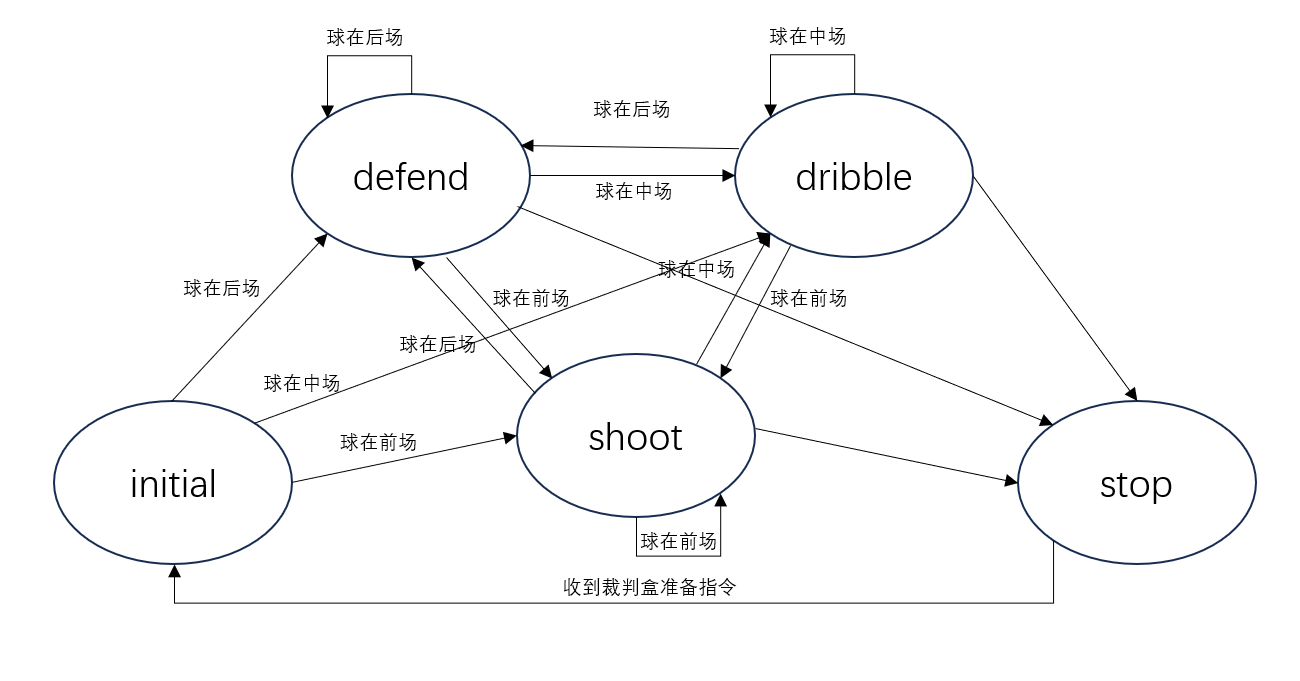 球在后场
球在中场
球在后场
defend
dribble
球在中场
球在中场
球在后场
球在前场
球在前场
球在后场
球在中场
球在前场
shoot
initial
stop
球在前场
收到裁判盒准备指令